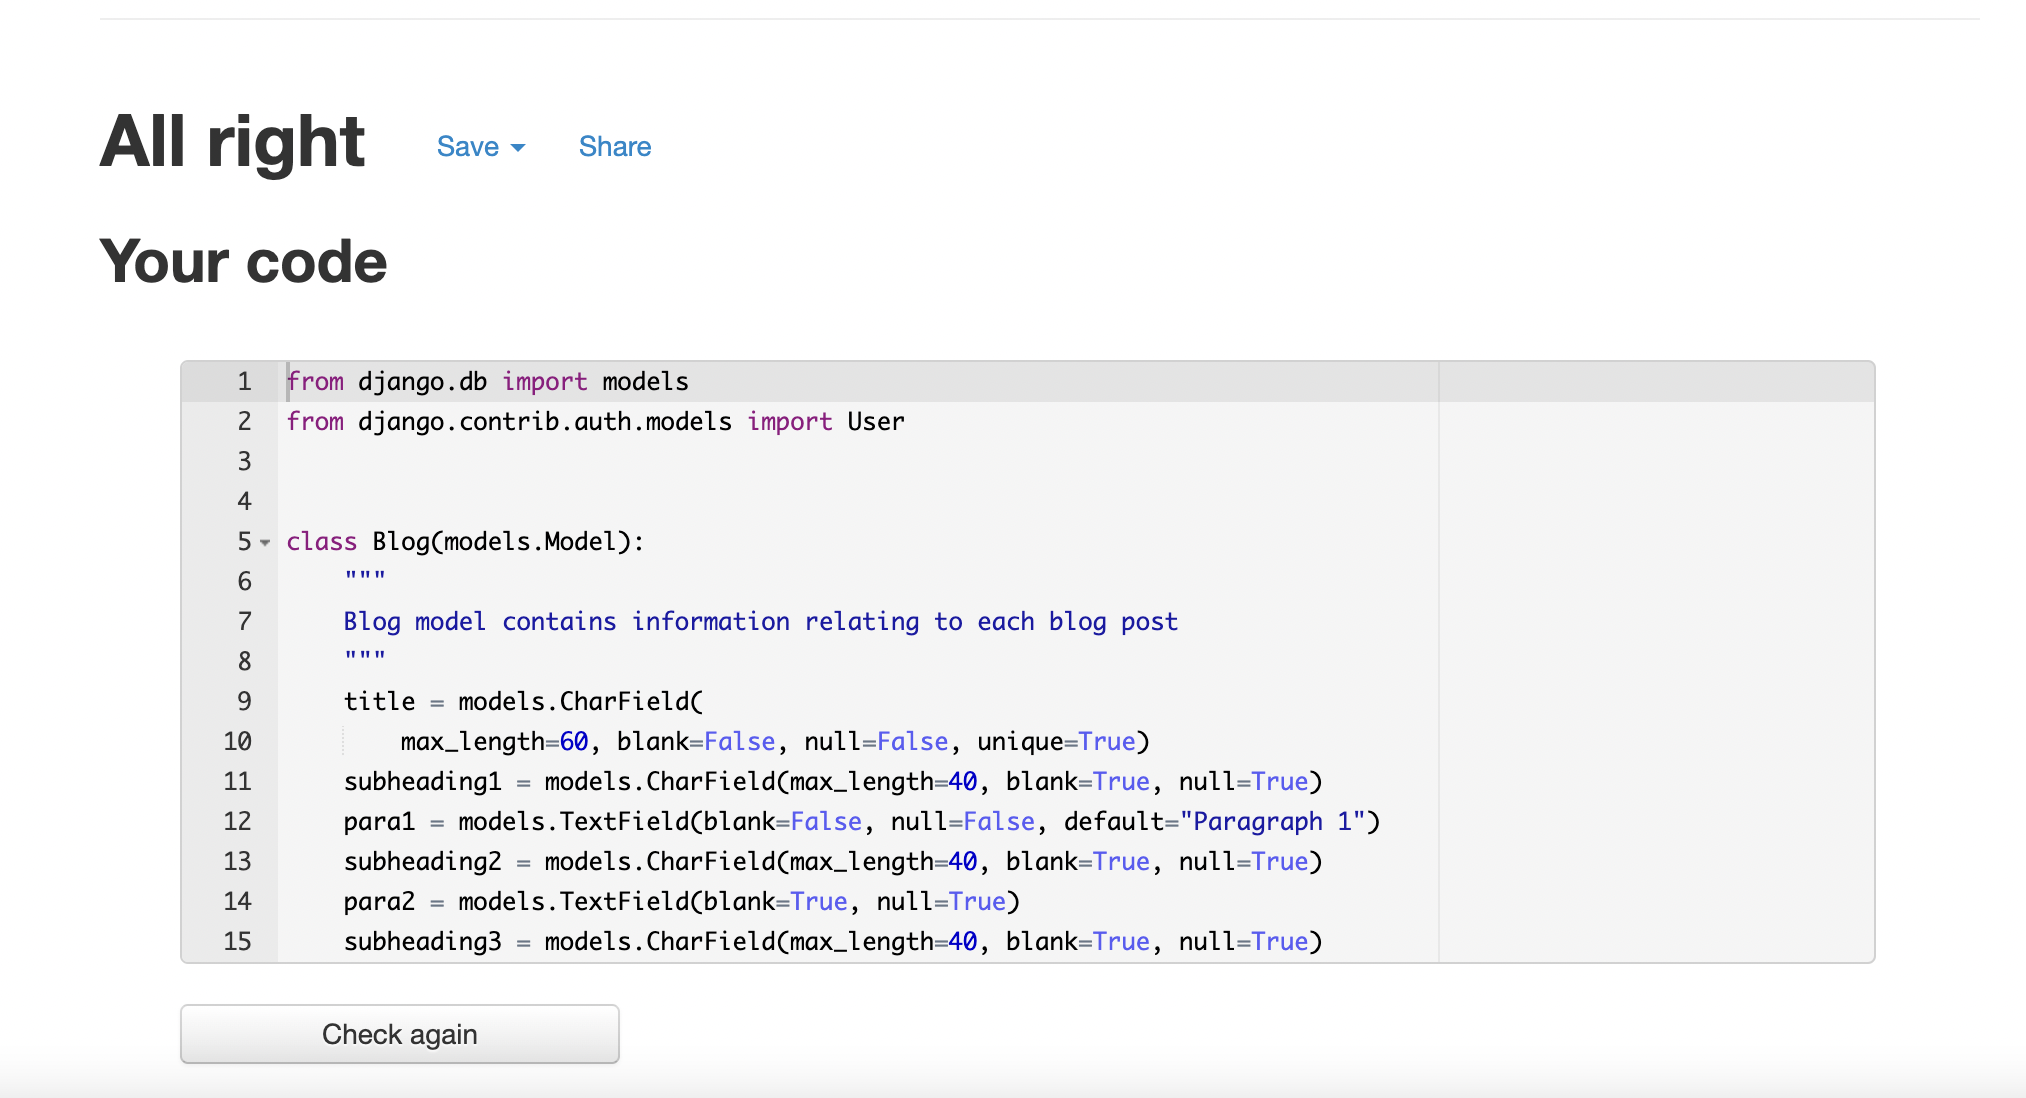 All right Save Share
Your code
1 from django.db import models
2 from django.contrib.auth.models import User
3
4
5 class Blog(models.Model):
6     """
7     Blog model contains information relating to each blog post
8     """
9     title = models.CharField(
10         max_length=60, blank=False, null=False, unique=True)
11     subheading1 = models.CharField(max_length=40, blank=True, null=True)
12     para1 = models.TextField(blank=False, null=False, default="Paragraph 1")
13     subheading2 = models.CharField(max_length=40, blank=True, null=True)
14     para2 = models.TextField(blank=True, null=True)
15     subheading3 = models.CharField(max_length=40, blank=True, null=True)
Check again